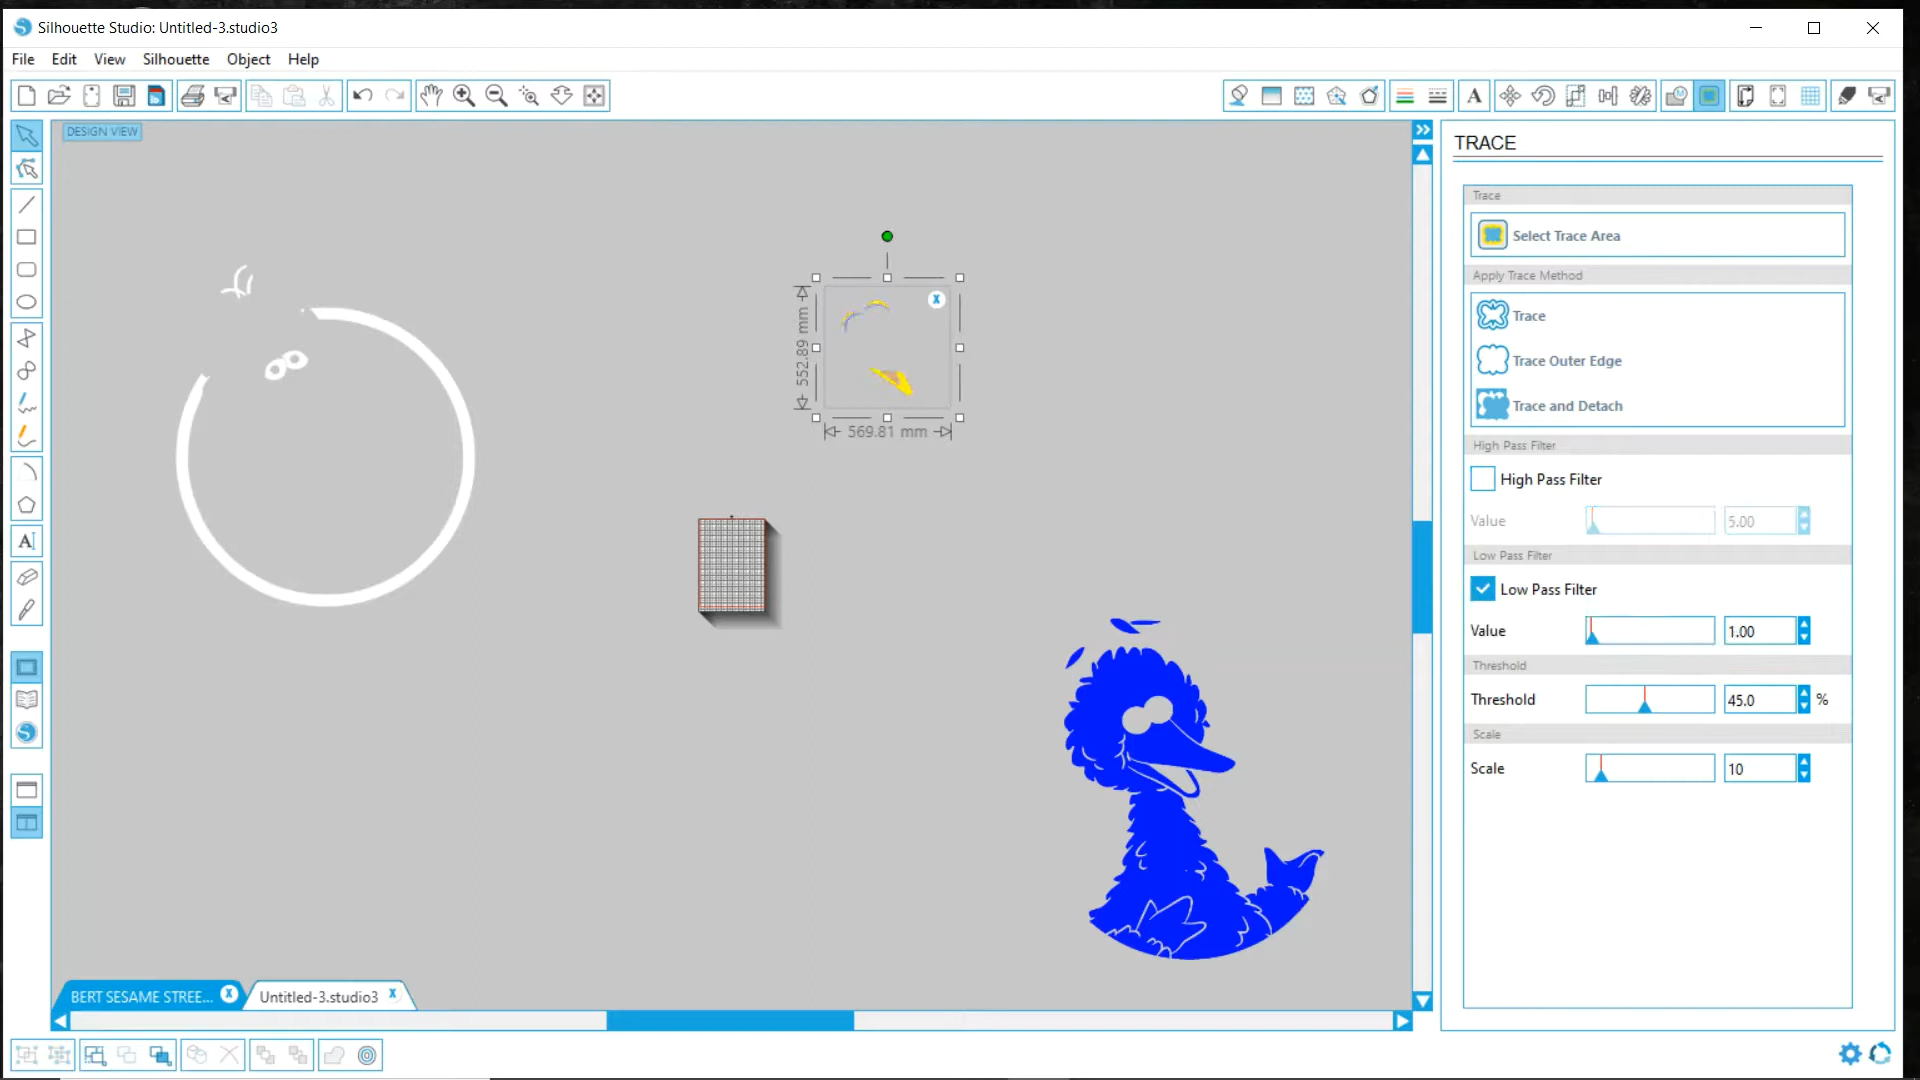 Silhouette Studio: Untitled-3.studio3
File Edit View Silhouette Object Help
DESIGN VIEW
TRACE
Trace
Select Trace Area
Apply Trace Method
Trace
Trace Outer Edge
Trace and Detach
High Pass Filter
High Pass Filter
Value 5.00
Low Pass Filter
Low Pass Filter
Value 1.00
Threshold
Threshold 45.0 %
Scale
Scale 10
552.89 mm
569.81 mm
BERT SESAME STREE...
Untitled-3.studio3